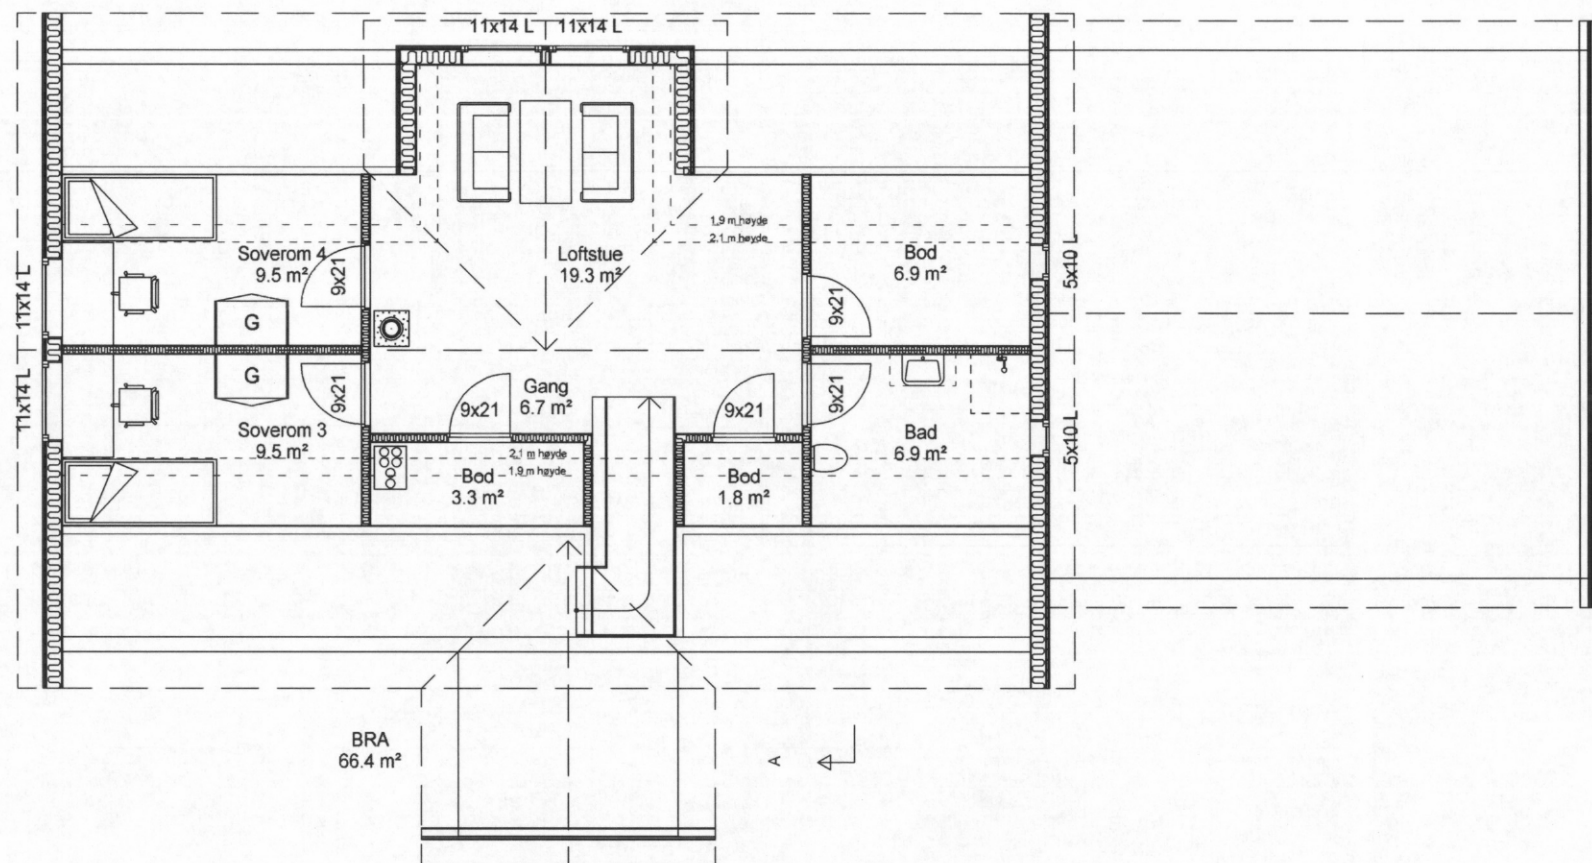 11x14 L 11x14 L
1,9 m høyde
2,1 m høyde
Soverom 4
9.5 m²
9x21
Loftstue
19.3 m²
Bod
6.9 m²
5x10 L
11x14 L
G
9x21
11x14 L
G
9x21
Gang
6.7 m²
9x21
9x21
9x21
Soverom 3
9.5 m²
2,1 m høyde
1,9 m høyde
Bod
3.3 m²
Bod
1.8 m²
Bad
6.9 m²
5x10 L
BRA
66.4 m²
A